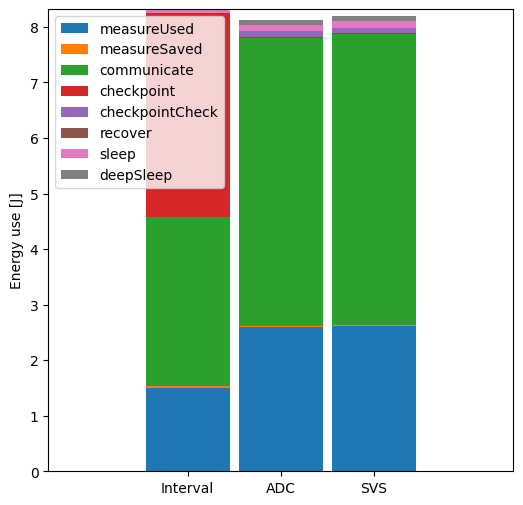 measureUsed
measureSaved
communicate
checkpoint
checkpointCheck
recover
sleep
deepSleep
Energy use [J]
8
7
6
5
4
3
2
1
0
Interval ADC SVS